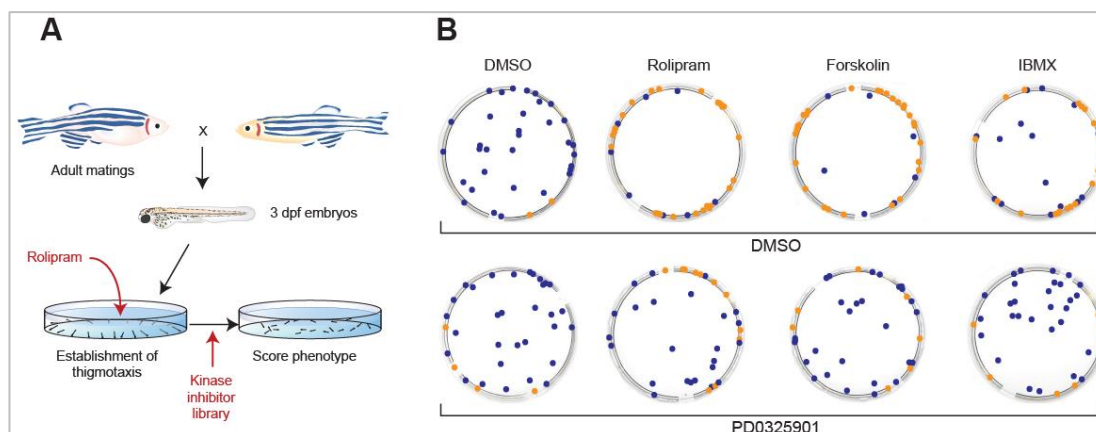 A
Adult matings
x
3 dpf embryos
Rolipram
Establishment of
thigmotaxis
Score phenotype
Kinase
inhibitor
library
B
DMSO
Rolipram
Forskolin
IBMX
DMSO
PD0325901